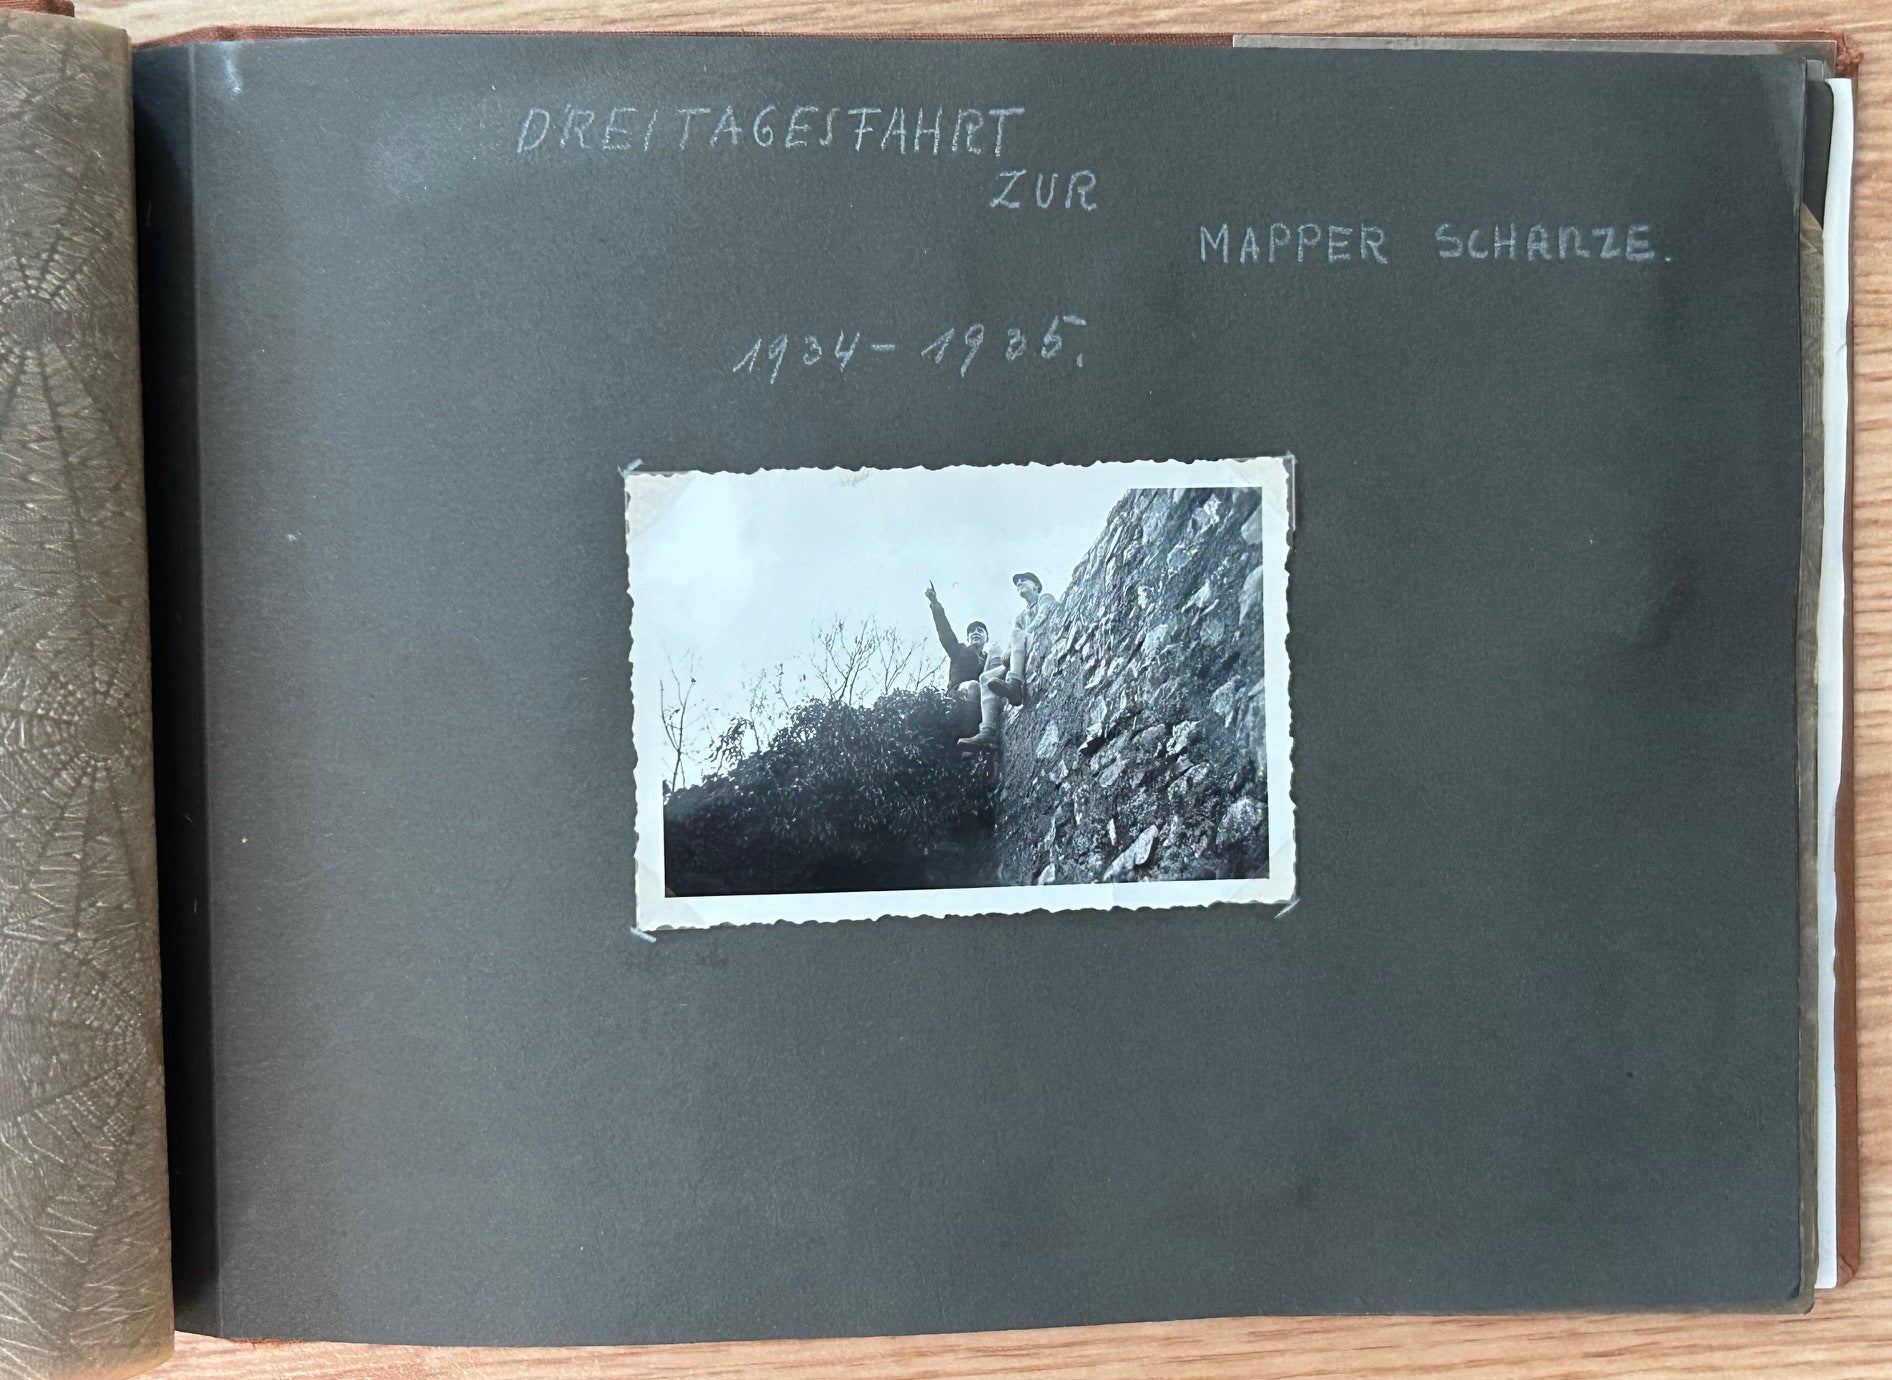 DREITAGESFAHRT
ZUR
MAPPER SCHANZE.
1934-1935.